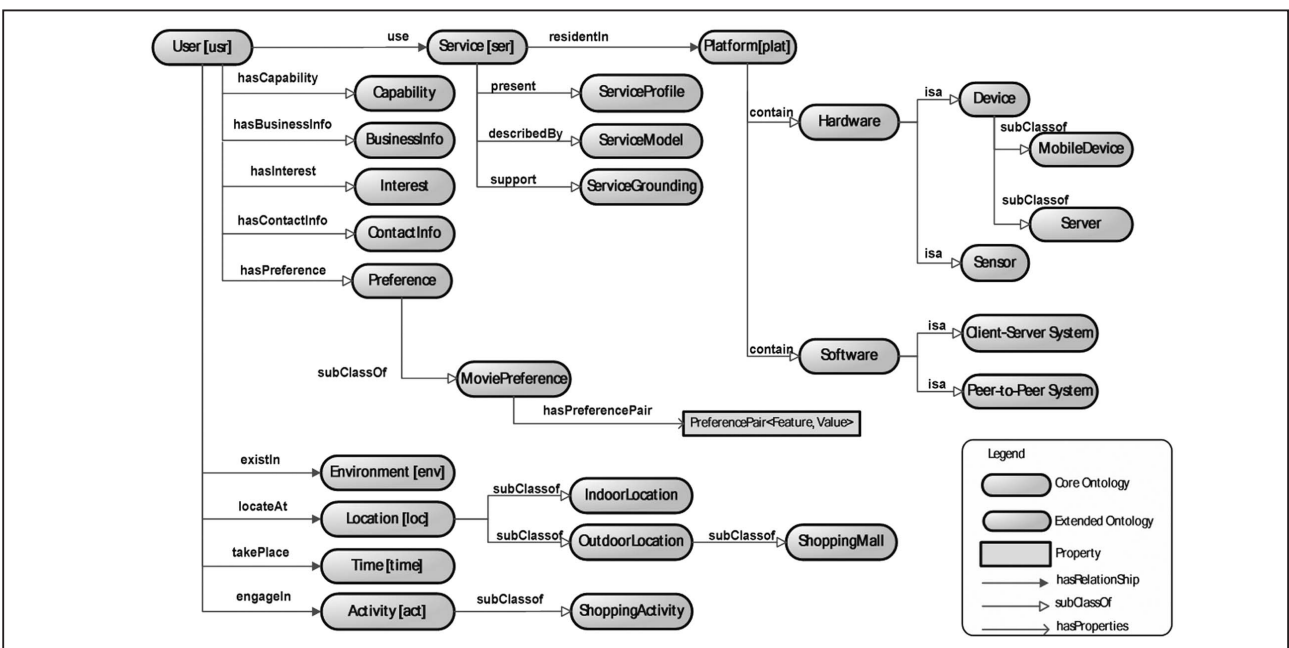 User [usr]
use
Service [ser]
residentIn
Platform[plat]
hasCapability
Capability
hasBusinessInfo
BusinessInfo
hasInterest
Interest
hasContactInfo
ContactInfo
hasPreference
Preference
subClassOf
MoviePreference
hasPreferencePair
PreferencePair<Feature, Value>
present
ServiceProfile
describedBy
ServiceModel
support
ServiceGrounding
contain
Hardware
isa
Device
subClassof
MobileDevice
subClassof
Server
isa
Sensor
contain
Software
isa
Client-Server System
isa
Peer-to-Peer System
existIn
Environment [env]
locateAt
Location [loc]
subClassof
IndoorLocation
subClassof
OutdoorLocation
subClassof
ShoppingMall
takePlace
Time [time]
engageIn
Activity [act]
subClassof
ShoppingActivity
Legend
Core Ontology
Extended Ontology
Property
hasRelationShip
subClassOf
hasProperties